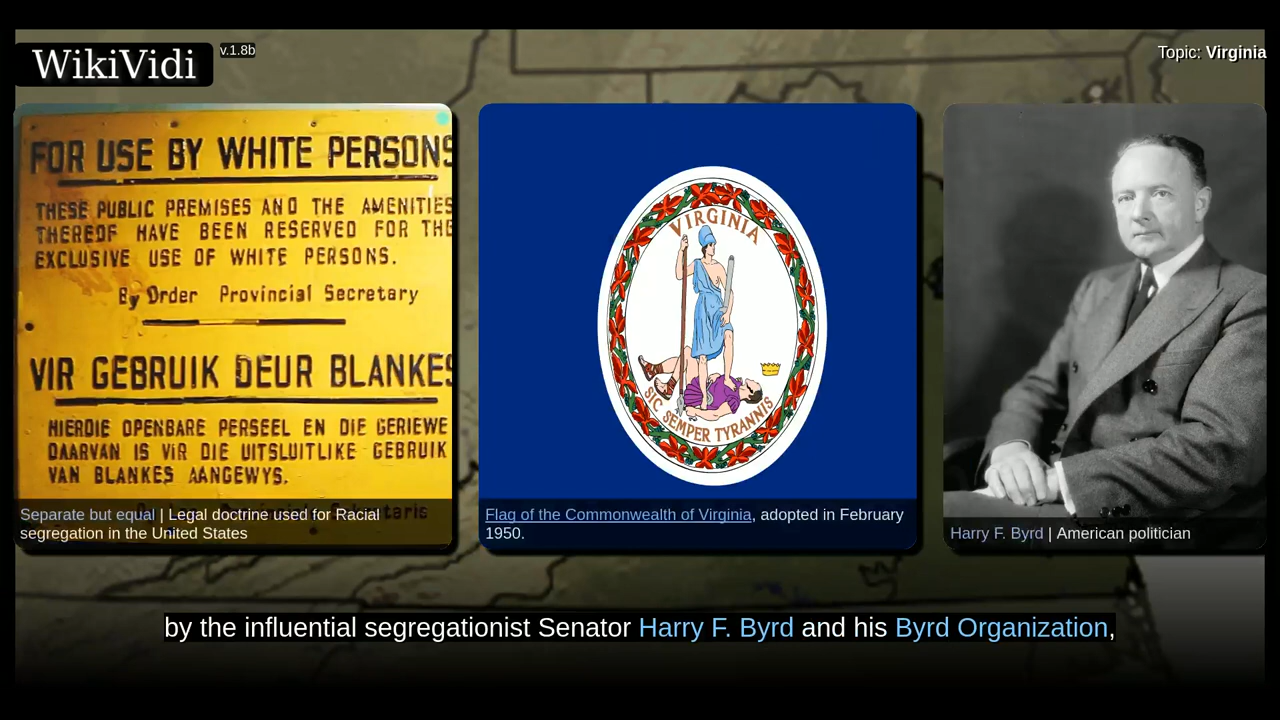 WikiVidi
v.1.8b
Topic: Virginia
FOR USE BY WHITE PERSONS
THESE PUBLIC PREMISES AND THE AMENITIES
THEREOF HAVE BEEN RESERVED FOR THE
EXCLUSIVE USE OF WHITE PERSONS.
By Order Provincial Secretary
VIR GEBRUIK DEUR BLANKES
HIERDIE OPENBARE PERSEEL EN DIE GERIEWE
DAARVAN IS VIR DIE UITSLUITLIKE GEBRUIK
VAN BLANKES AANGEWYS.
Separate but equal | Legal doctrine used for Racial
segregation in the United States
VIRGINIA
SIC SEMPER TYRANNIS
Flag of the Commonwealth of Virginia, adopted in February
1950.
Harry F. Byrd | American politician
by the influential segregationist Senator Harry F. Byrd and his Byrd Organization,